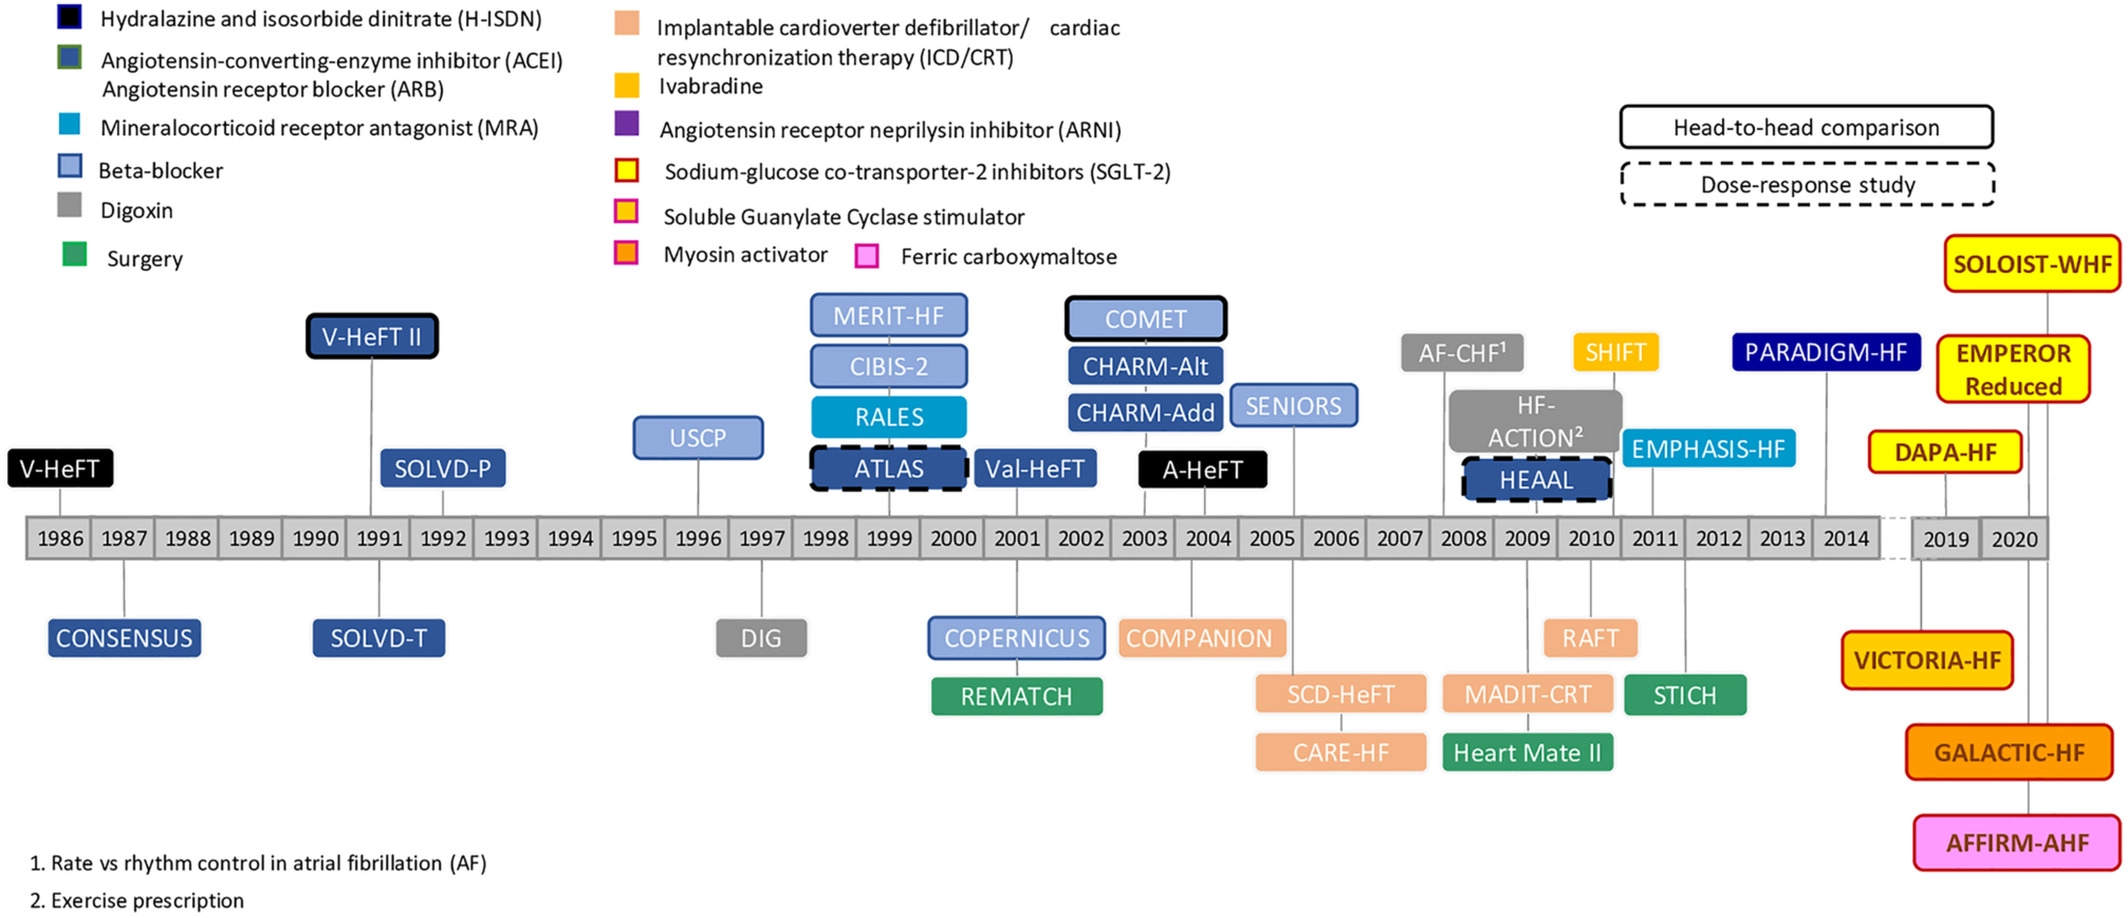 Hydralazine and isosorbide dinitrate (H-ISDN)
Angiotensin-converting-enzyme inhibitor (ACEI)
Angiotensin receptor blocker (ARB)
Mineralocorticoid receptor antagonist (MRA)
Beta-blocker
Digoxin
Surgery
Implantable cardioverter defibrillator/ cardiac
resynchronization therapy (ICD/CRT)
Ivabradine
Angiotensin receptor neprilysin inhibitor (ARNI)
Sodium-glucose co-transporter-2 inhibitors (SGLT-2)
Soluble Guanylate Cyclase stimulator
Myosin activator
Ferric carboxymaltose
Head-to-head comparison
Dose-response study
V-HeFT
V-HeFT II
SOLVD-P
USCP
MERIT-HF
CIBIS-2
RALES
ATLAS
Val-HeFT
COMET
CHARM-Alt
CHARM-Add
A-HeFT
SENIORS
AF-CHF¹
HF-
ACTION²
HEAAL
SHIFT
EMPHASIS-HF
PARADIGM-HF
SOLOIST-WHF
EMPEROR
Reduced
DAPA-HF
1986 1987 1988 1989 1990 1991 1992 1993 1994 1995 1996 1997 1998 1999 2000 2001 2002 2003 2004 2005 2006 2007 2008 2009 2010 2011 2012 2013 2014 2019 2020
CONSENSUS
SOLVD-T
DIG
COPERNICUS
REMATCH
COMPANION
SCD-HeFT
CARE-HF
MADIT-CRT
Heart Mate II
RAFT
STICH
VICTORIA-HF
GALACTIC-HF
AFFIRM-AHF
1. Rate vs rhythm control in atrial fibrillation (AF)
2. Exercise prescription